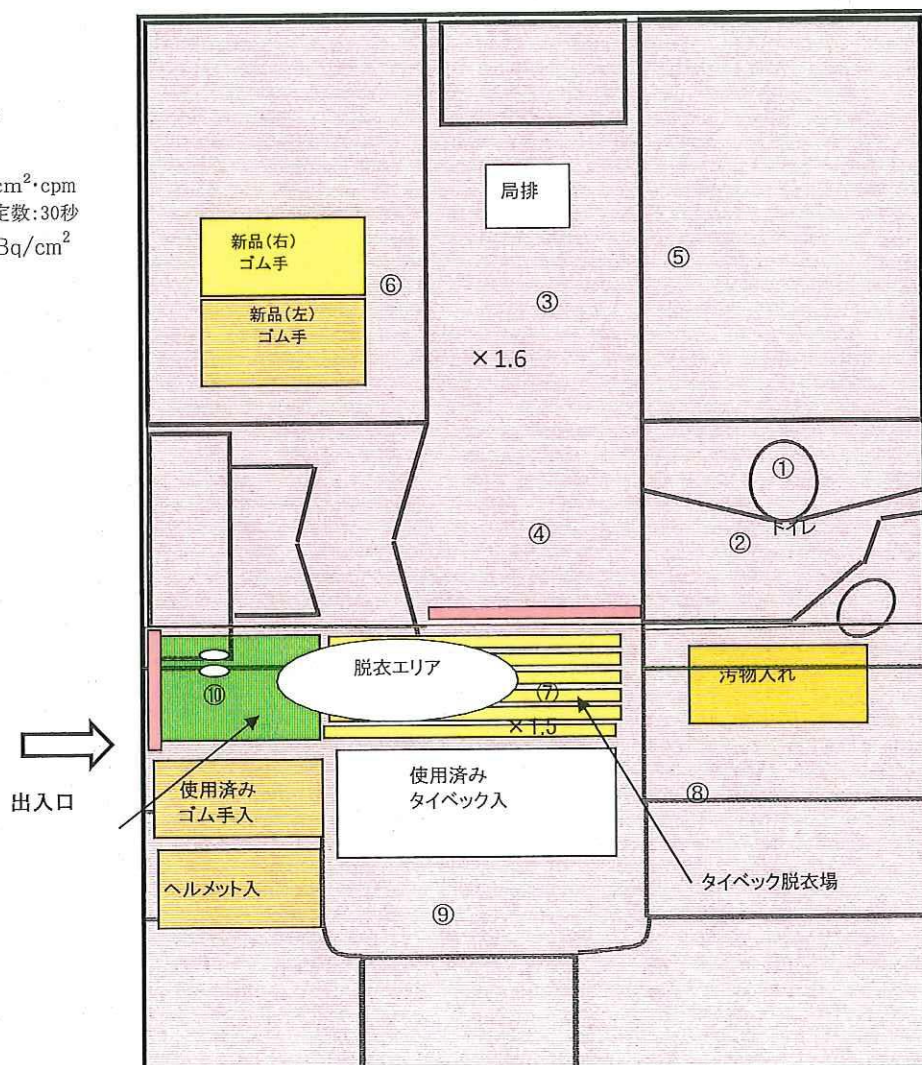 cm²・cpm
定数:30秒
Bq/cm²
局排
新品(右)
ゴム手
⑤
⑥
③
新品(左)
ゴム手
×1.6
①
④
②
トイレ
脱衣エリア
汚物入れ
⑩
⑦
×1.5
出入口
使用済み
ゴム手入
使用済み
タイベック入
⑧
ヘルメット入
タイベック脱衣場
⑨